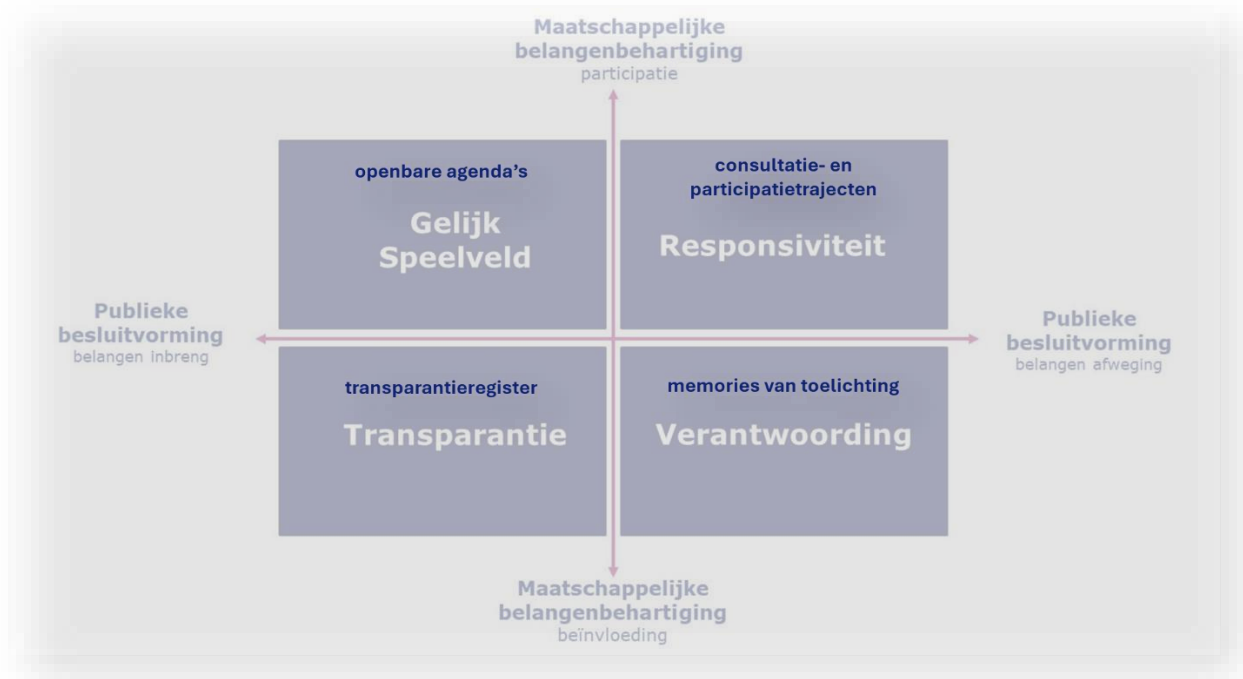 Maatschappelijke
belangenbehartiging
participatie
openbare agenda's
Gelijk
Speelveld
consultatie- en
participatietrajecten
Responsiviteit
Publieke
besluitvorming
belangen inbreng
Publieke
besluitvorming
belangen afweging
transparantieregister
Transparantie
memories van toelichting
Verantwoording
Maatschappelijke
belangenbehartiging
beïnvloeding